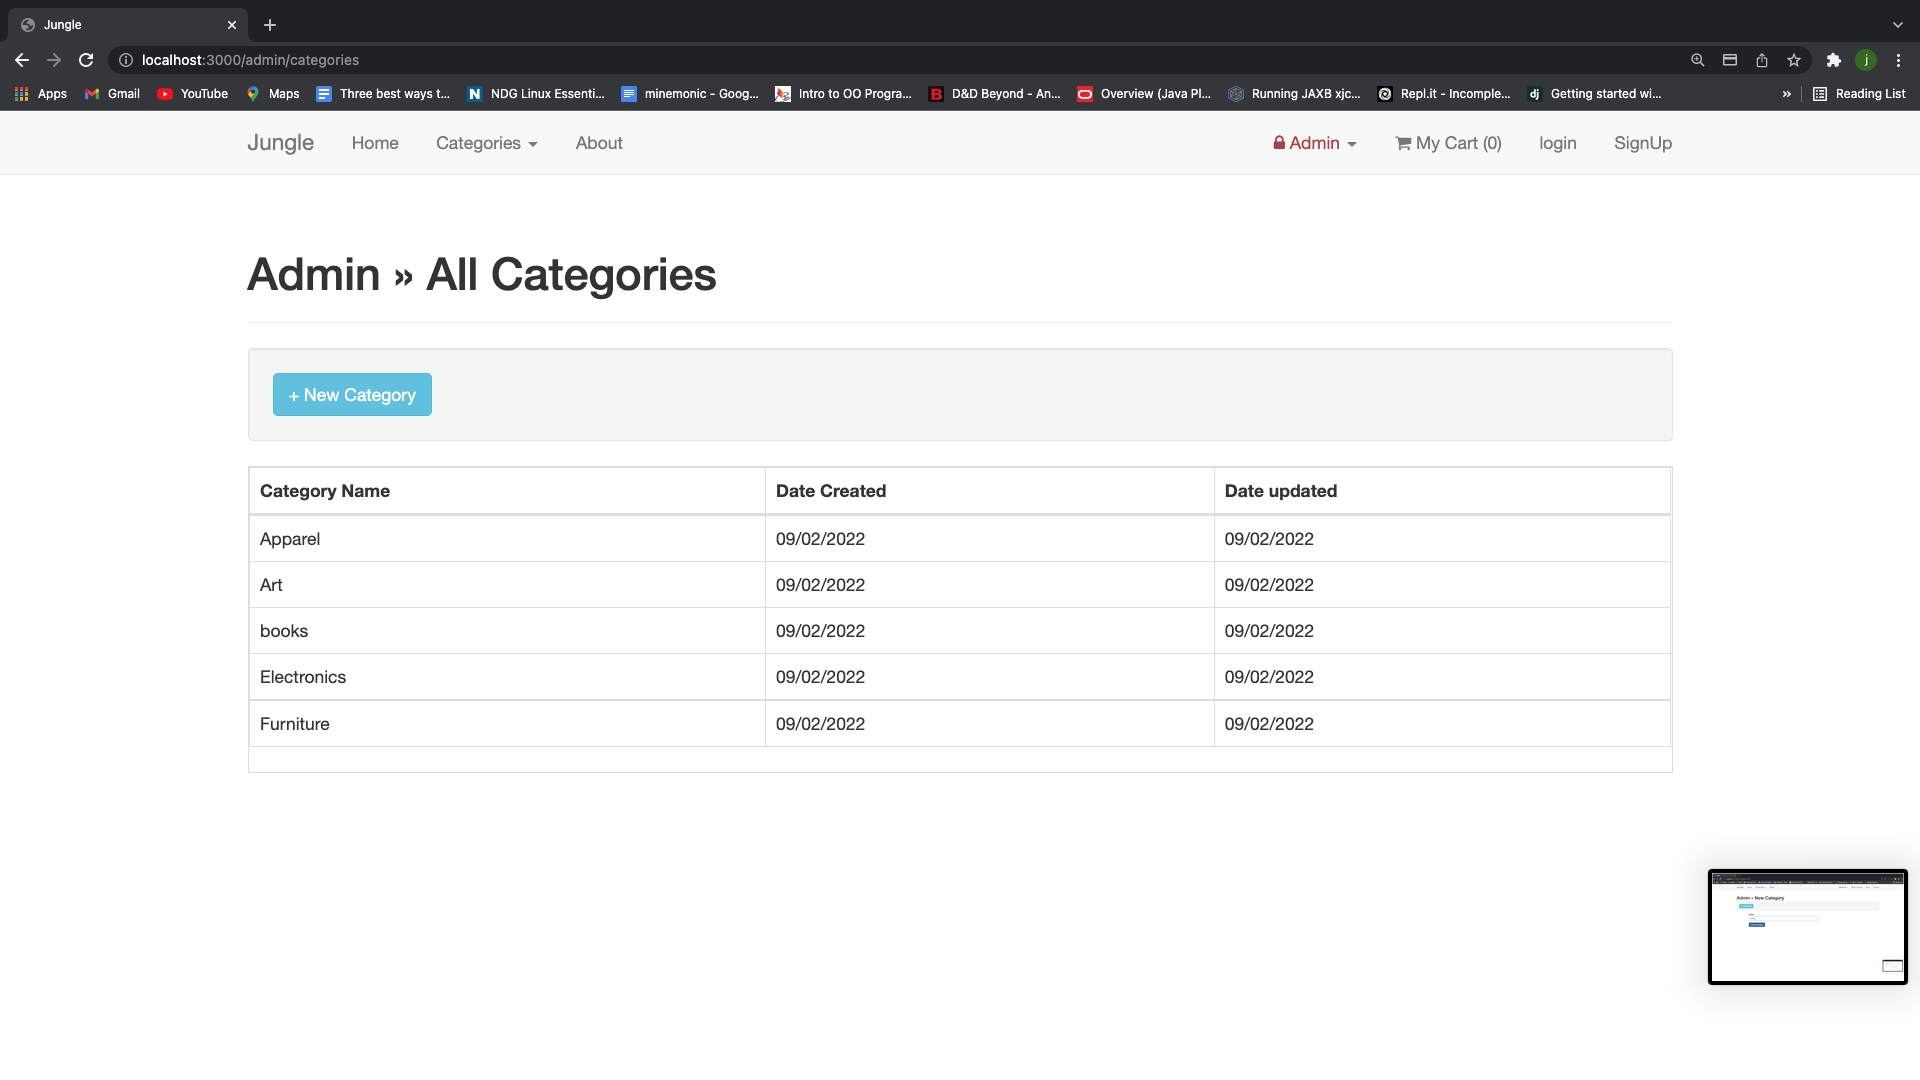 Jungle
localhost:3000/admin/categories
j
Apps Gmail YouTube Maps Three best ways t... NDG Linux Essenti... minemonic - Goog... Intro to OO Progra... D&D Beyond - An... Overview (Java Pl... Running JAXB xjc... Repl.it - Incomple... dj Getting started wi... » Reading List
Jungle Home Categories About Admin My Cart (0) login SignUp
Admin » All Categories
+ New Category
Category Name Date Created Date updated
Apparel 09/02/2022 09/02/2022
Art 09/02/2022 09/02/2022
books 09/02/2022 09/02/2022
Electronics 09/02/2022 09/02/2022
Furniture 09/02/2022 09/02/2022
Admin » New Category